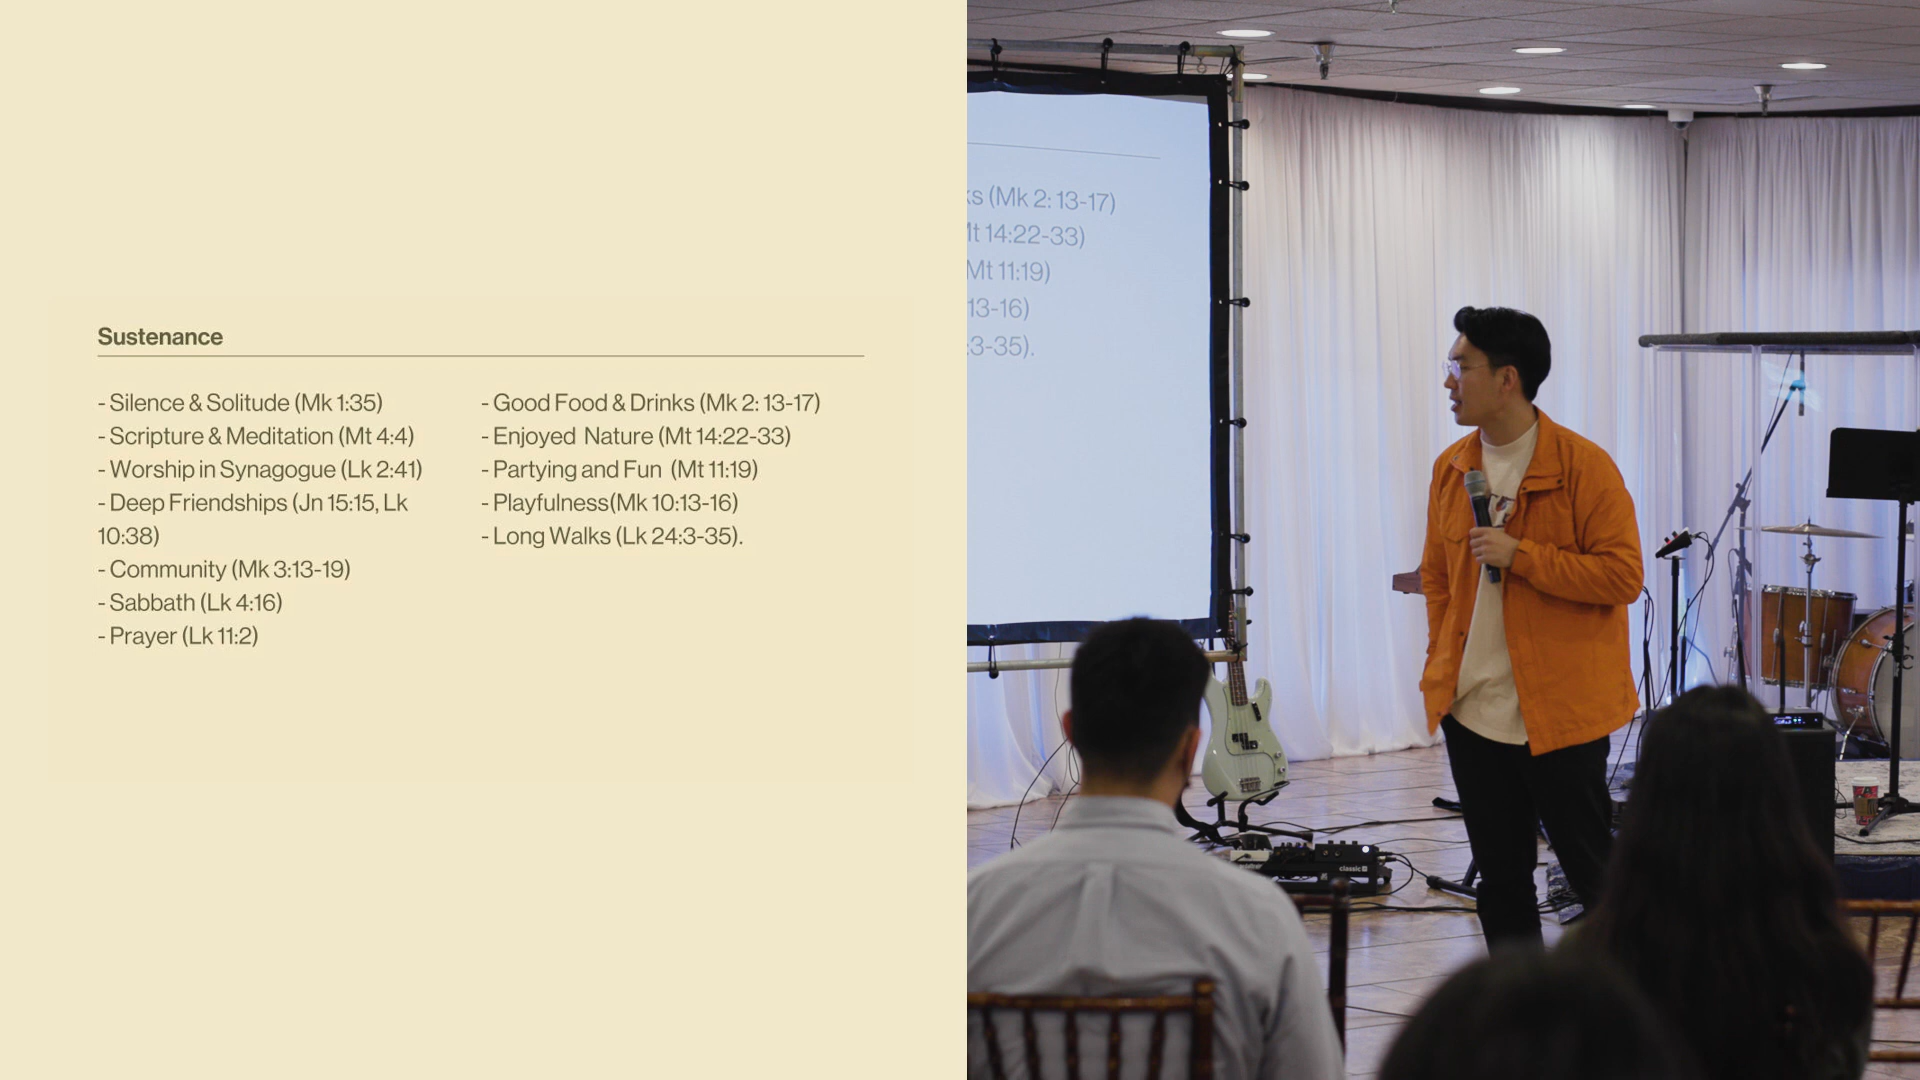 Sustenance
- Silence & Solitude (Mk 1:35)
- Scripture & Meditation (Mt 4:4)
- Worship in Synagogue (Lk 2:41)
- Deep Friendships (Jn 15:15, Lk
10:38)
- Community (Mk 3:13-19)
- Sabbath (Lk 4:16)
- Prayer (Lk 11:2)
- Good Food & Drinks (Mk 2: 13-17)
- Enjoyed  Nature (Mt 14:22-33)
- Partying and Fun  (Mt 11:19)
- Playfulness(Mk 10:13-16)
- Long Walks (Lk 24:3-35).
ks (Mk 2: 13-17)
Mt 14:22-33)
Mt 11:19)
13-16)
:3-35).
classic